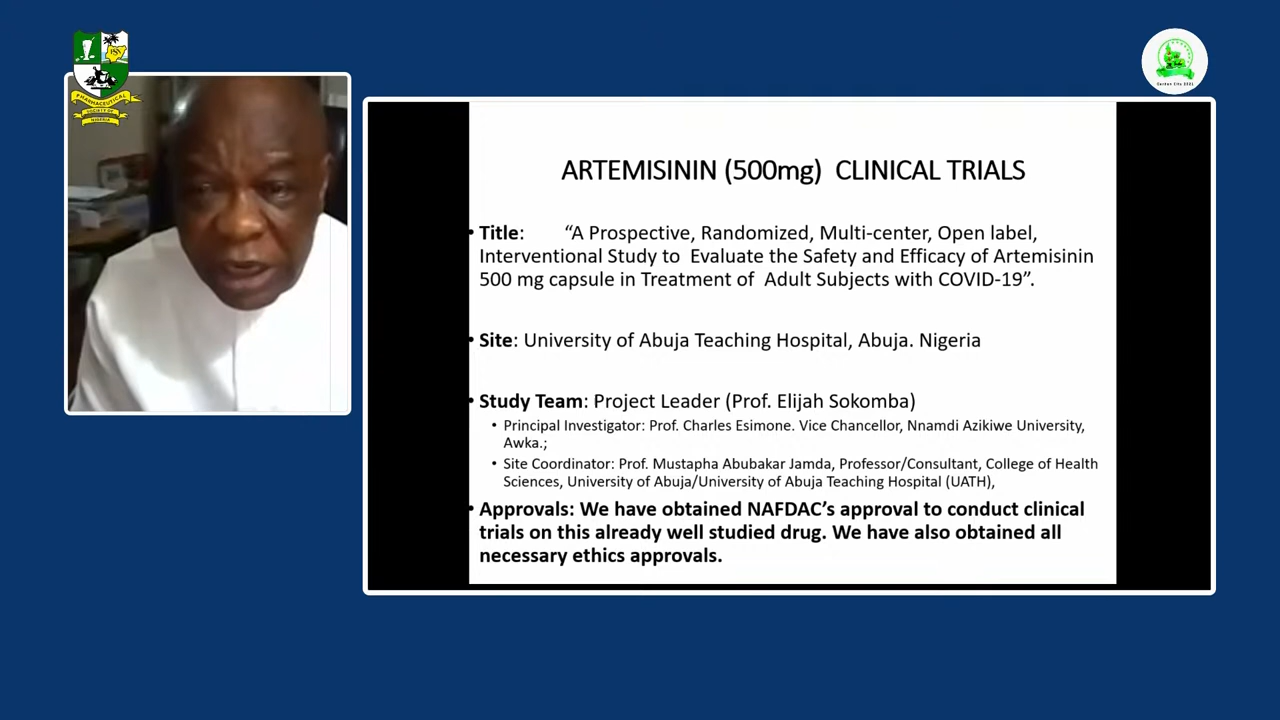 PHARMACEUTICAL
SOCIETY OF
NIGERIA
PSN
ARTEMISININ (500mg) CLINICAL TRIALS
• Title: “A Prospective, Randomized, Multi-center, Open label,
Interventional Study to Evaluate the Safety and Efficacy of Artemisinin
500 mg capsule in Treatment of Adult Subjects with COVID-19”.
• Site: University of Abuja Teaching Hospital, Abuja. Nigeria
• Study Team: Project Leader (Prof. Elijah Sokomba)
• Principal Investigator: Prof. Charles Esimone. Vice Chancellor, Nnamdi Azikiwe University,
Awka.;
• Site Coordinator: Prof. Mustapha Abubakar Jamda, Professor/Consultant, College of Health
Sciences, University of Abuja/University of Abuja Teaching Hospital (UATH),
• Approvals: We have obtained NAFDAC’s approval to conduct clinical
trials on this already well studied drug. We have also obtained all
necessary ethics approvals.